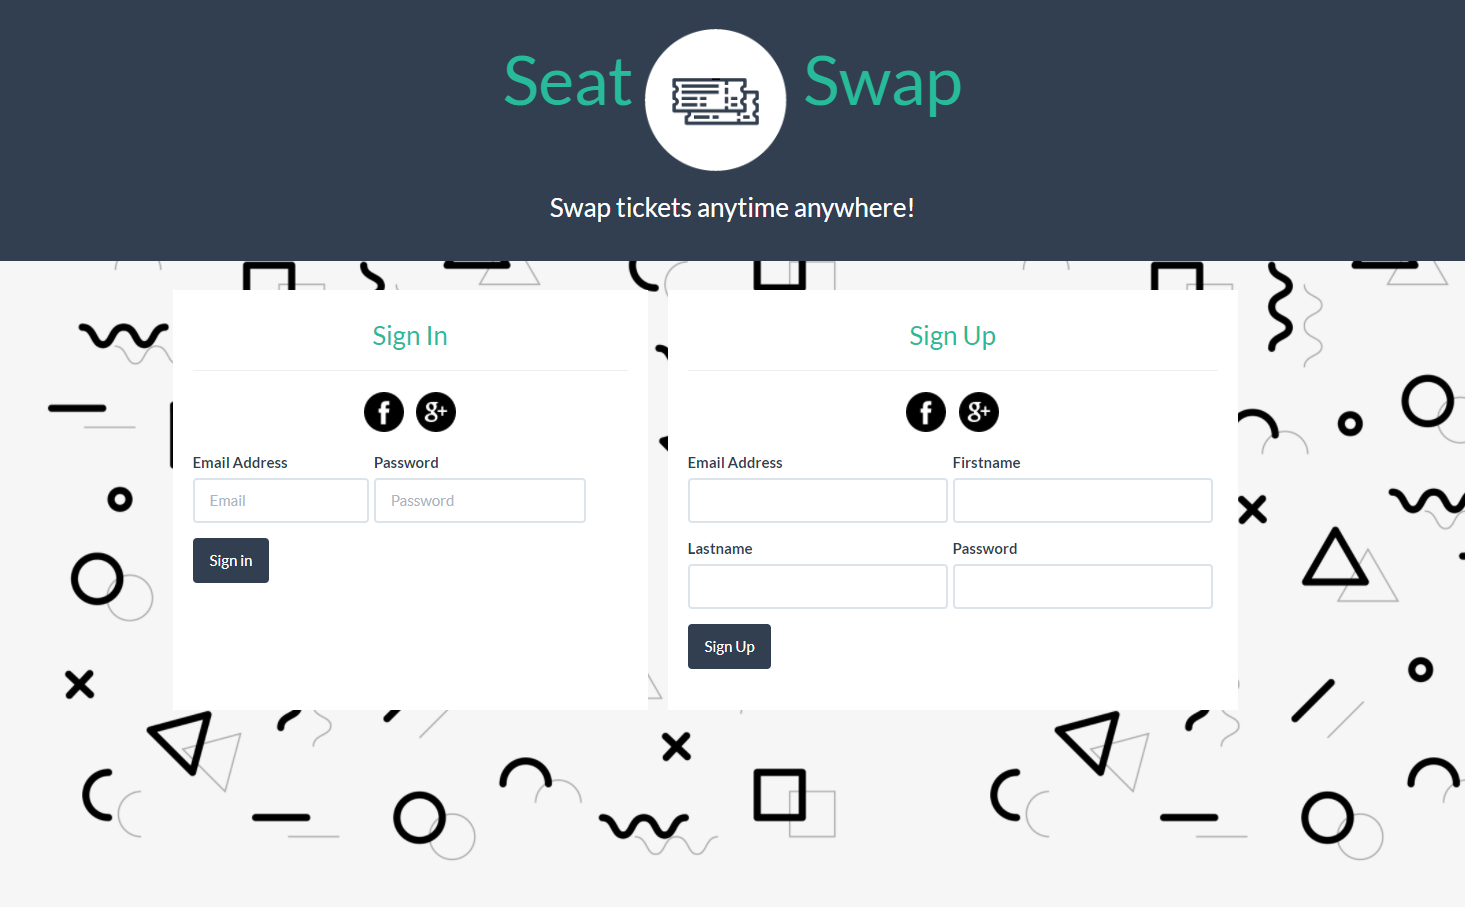 Seat Swap
Swap tickets anytime anywhere!
Sign In
f g+
Email Address Password
Email Password
Sign in
Sign Up
f g+
Email Address Firstname
Lastname Password
Sign Up